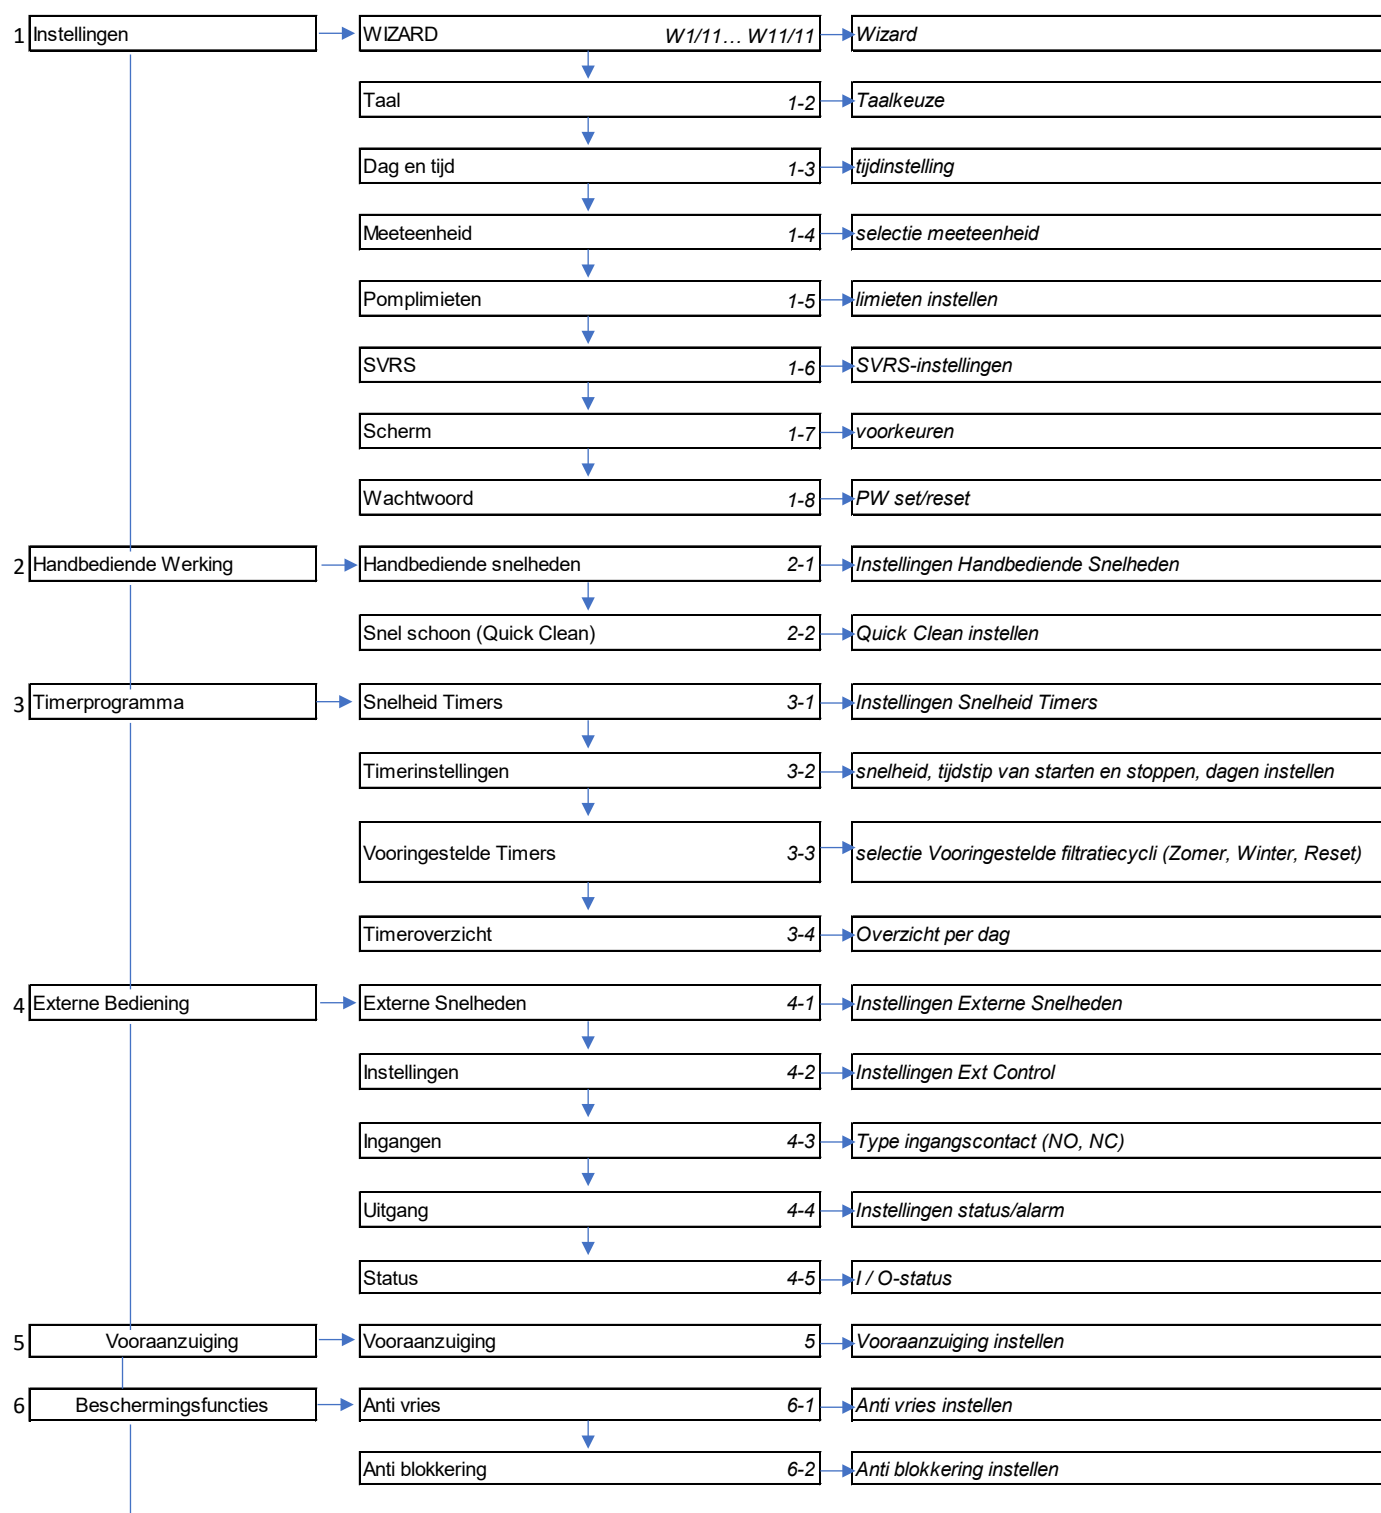 1 Instellingen WIZARD W1/11… W11/11 Wizard
Taal 1-2 Taalkeuze
Dag en tijd 1-3 tijdinstelling
Meeteenheid 1-4 selectie meeteenheid
Pomplimieten 1-5 limieten instellen
SVRS 1-6 SVRS-instellingen
Scherm 1-7 voorkeuren
Wachtwoord 1-8 PW set/reset
2 Handbediende Werking Handbediende snelheden 2-1 Instellingen Handbediende Snelheden
Snel schoon (Quick Clean) 2-2 Quick Clean instellen
3 Timerprogramma Snelheid Timers 3-1 Instellingen Snelheid Timers
Timerinstellingen 3-2 snelheid, tijdstip van starten en stoppen, dagen instellen
Vooringestelde Timers 3-3 selectie Vooringestelde filtratiecycli (Zomer, Winter, Reset)
Timeroverzicht 3-4 Overzicht per dag
4 Externe Bediening Externe Snelheden 4-1 Instellingen Externe Snelheden
Instellingen 4-2 Instellingen Ext Control
Ingangen 4-3 Type ingangscontact (NO, NC)
Uitgang 4-4 Instellingen status/alarm
Status 4-5 I / O-status
5 Vooraanzuiging Vooraanzuiging 5 Vooraanzuiging instellen
6 Beschermingsfuncties Anti vries 6-1 Anti vries instellen
Anti blokkering 6-2 Anti blokkering instellen